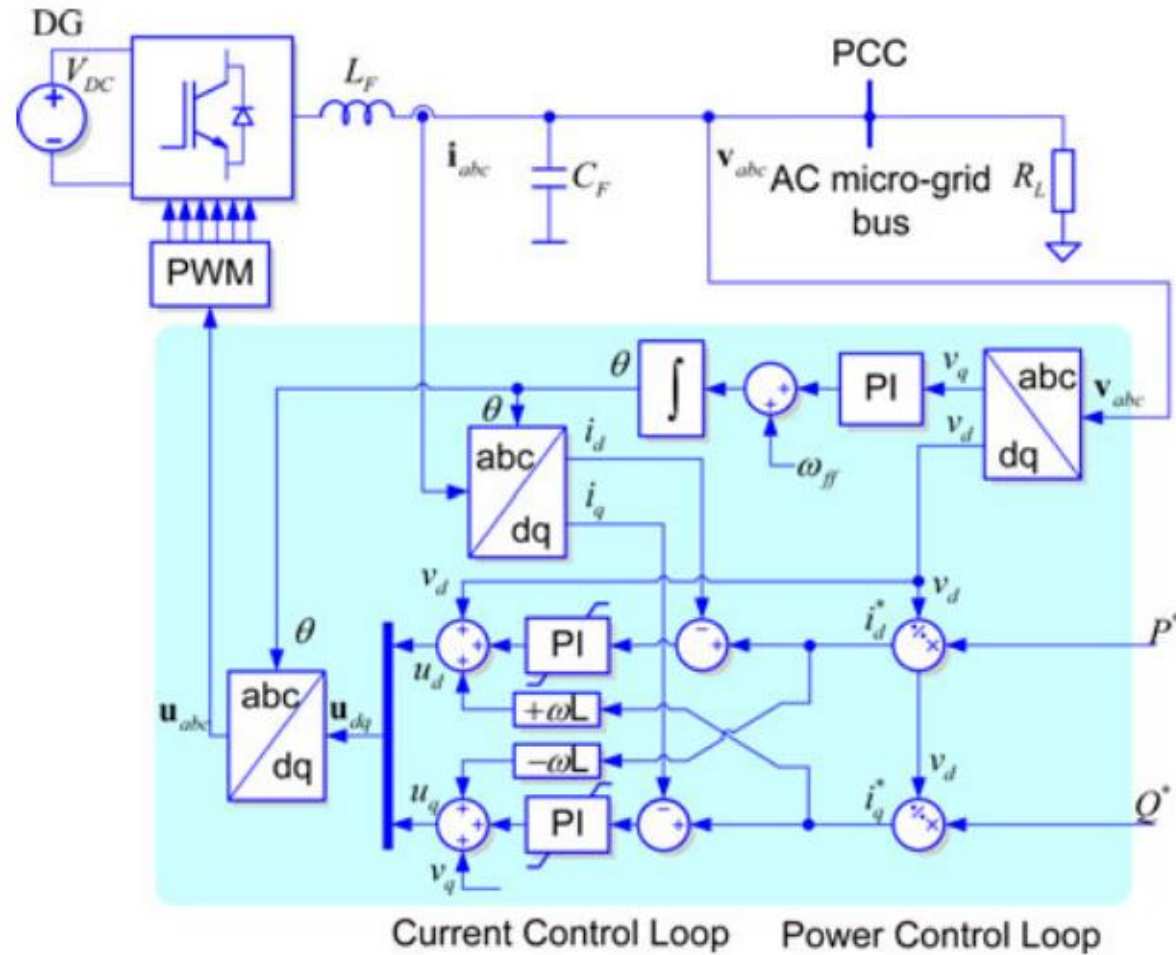 DG
V_DC
L_F
PCC
i_abc
C_F
v_abc
AC micro-grid
bus
R_L
PWM
θ
∫
PI
v_q
v_d
abc
dq
v_abc
ω_ff
θ
abc
dq
i_d
i_q
v_d
v_d
θ
PI
i_d^*
P*
u_d
abc
dq
u_abc
u_dq
+ωL
−ωL
v_d
u_q
PI
i_q^*
Q*
v_q
Current Control Loop
Power Control Loop